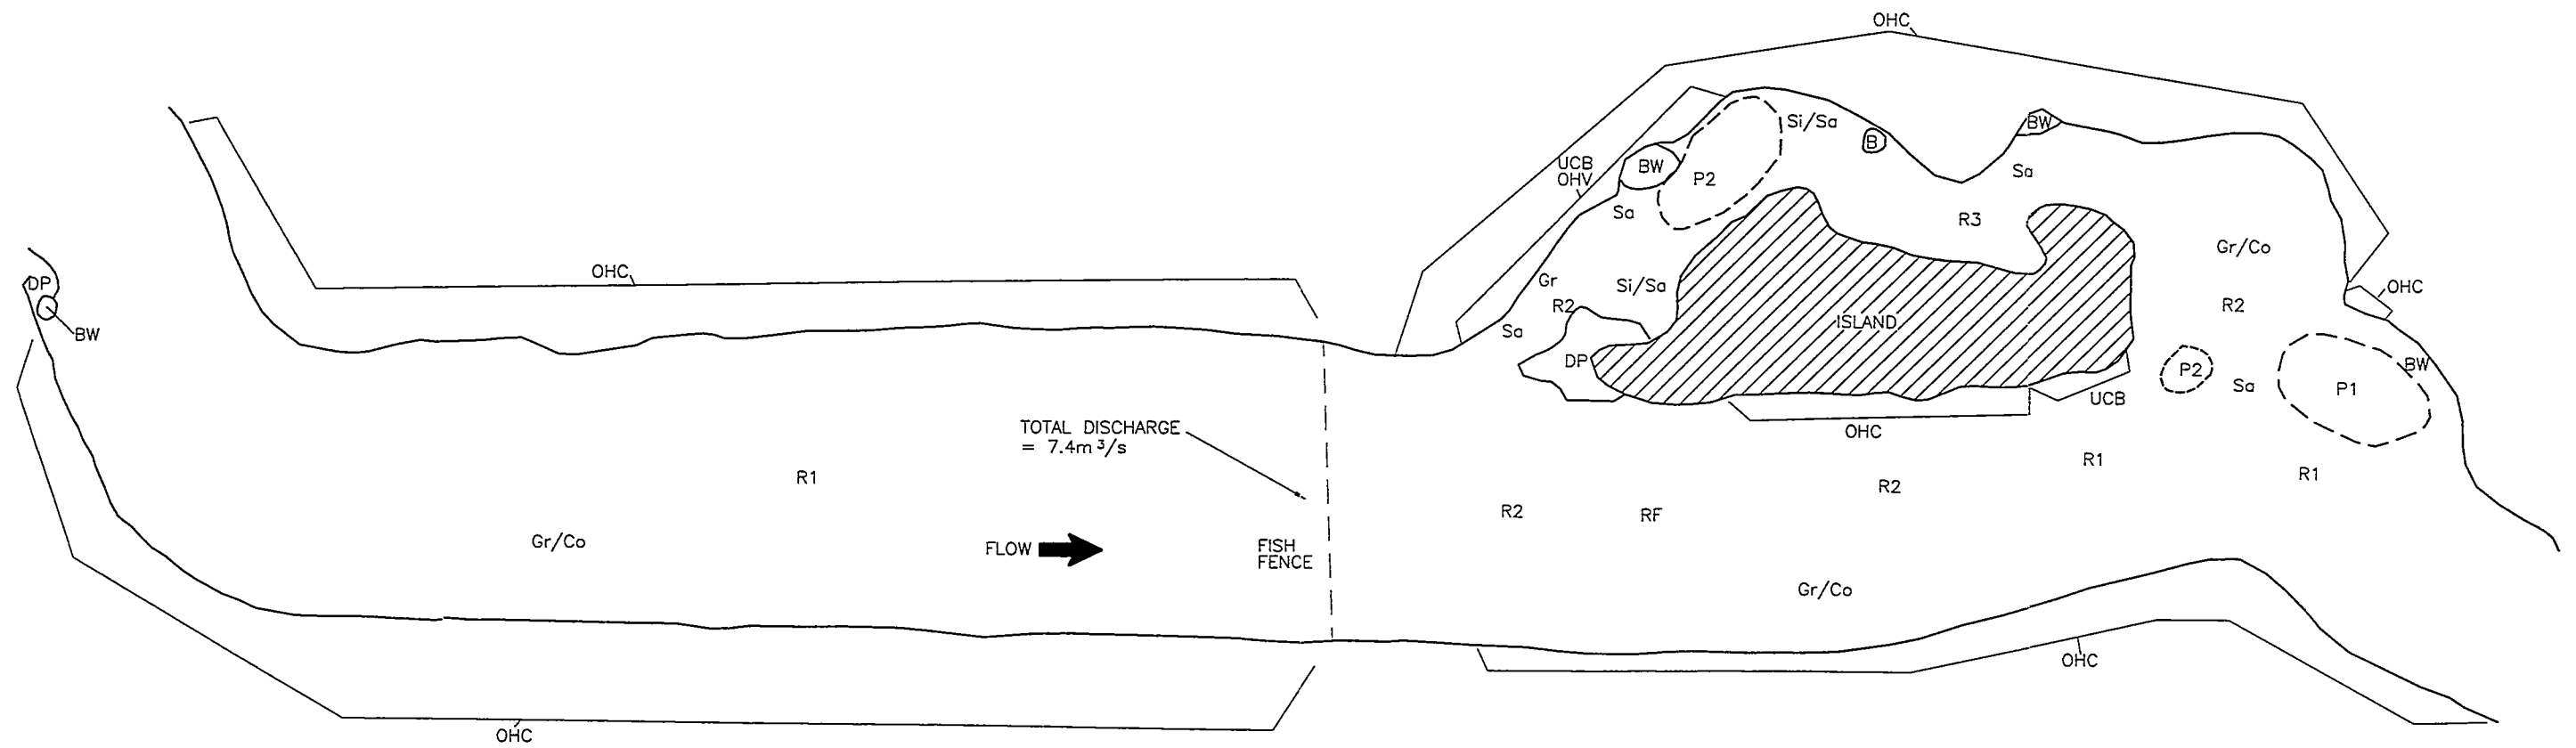 OHC
UCB
OHV
BW
P2
Si/Sa
B
BW
Sa
Sa
R3
Gr/Co
OHC
DP
BW
OHC
Gr
R2
Si/Sa
Sa
DP
ISLAND
R2
OHC
P2
Sa
P1
BW
UCB
OHC
TOTAL DISCHARGE
= 7.4m³/s
R1
R1
R1
R2
R2
RF
Gr/Co
FLOW
FISH
FENCE
Gr/Co
OHC
OHC